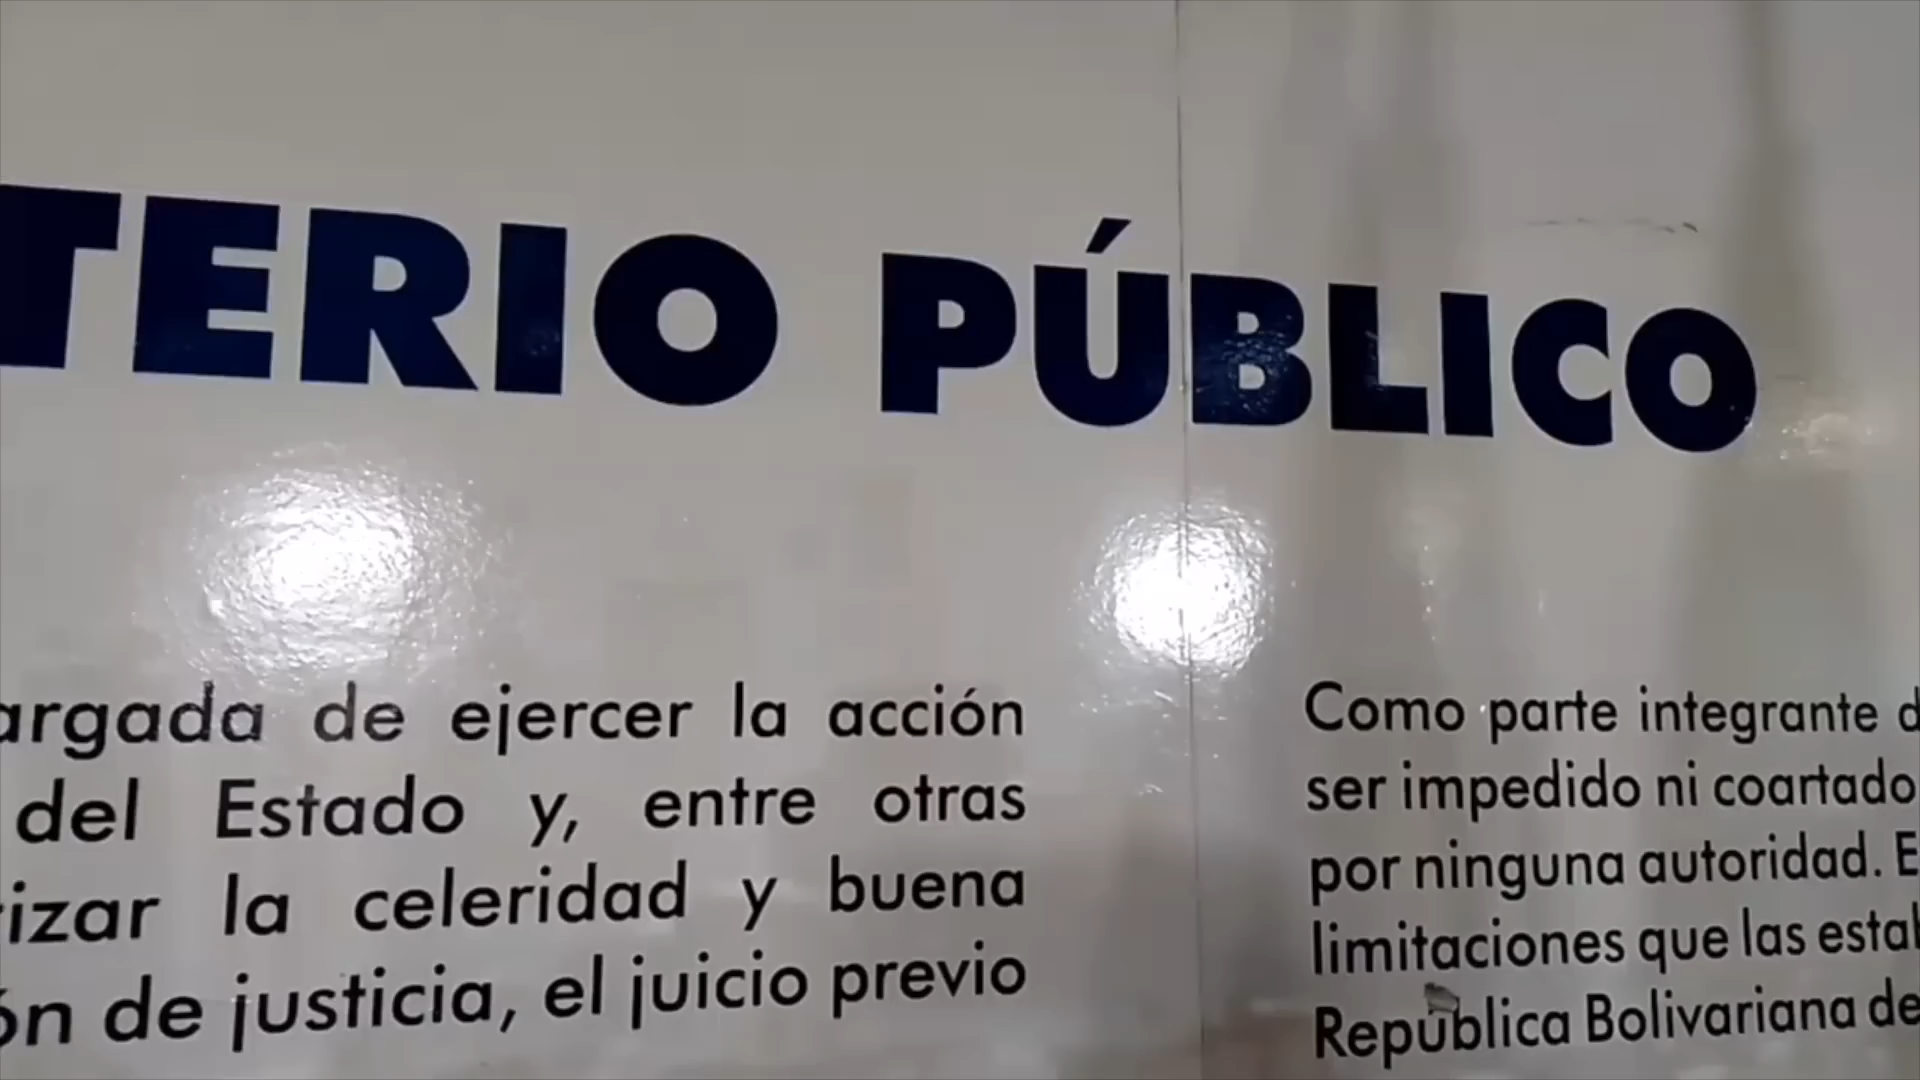 TERIO PÚBLICO
argada de ejercer la acción
del Estado y, entre otras
izar la celeridad y buena
ón de justicia, el juicio previo
Como parte integrante d
ser impedido ni coartado
por ninguna autoridad. E
limitaciones que las estab
República Bolivariana de